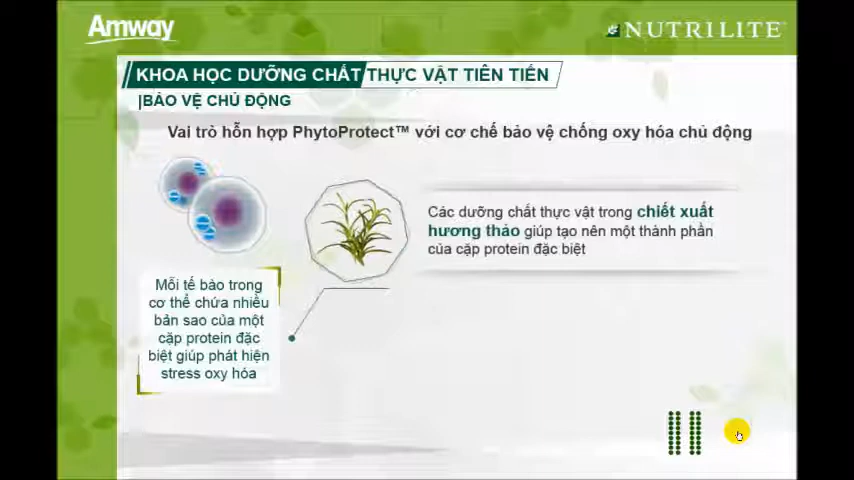 Amway
NUTRILITE
KHOA HỌC DƯỠNG CHẤT THỰC VẬT TIÊN TIẾN
|BẢO VỆ CHỦ ĐỘNG
Vai trò hỗn hợp PhytoProtect™ với cơ chế bảo vệ chống oxy hóa chủ động
Các dưỡng chất thực vật trong chiết xuất
hương thảo giúp tạo nên một thành phần
của cặp protein đặc biệt
Mỗi tế bào trong
cơ thể chứa nhiều
bản sao của một
cặp protein đặc
biệt giúp phát hiện
stress oxy hóa